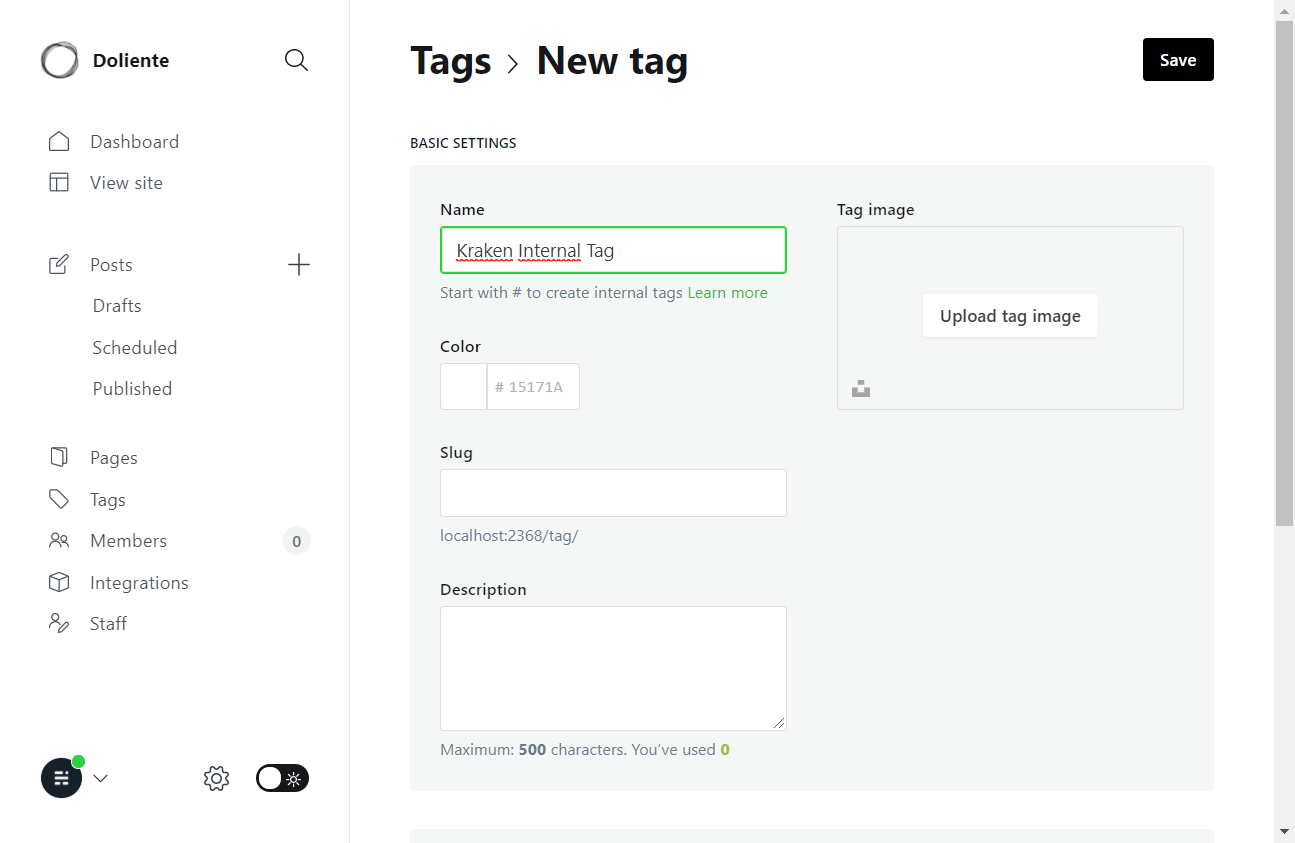 Doliente
Dashboard
View site
Posts
Drafts
Scheduled
Published
Pages
Tags
Members
0
Integrations
Staff
Tags
New tag
Save
BASIC SETTINGS
Name
Kraken Internal Tag
Start with # to create internal tags Learn more
Color
# 15171A
Slug
localhost:2368/tag/
Description
Maximum: 500 characters. You’ve used 0
Tag image
Upload tag image